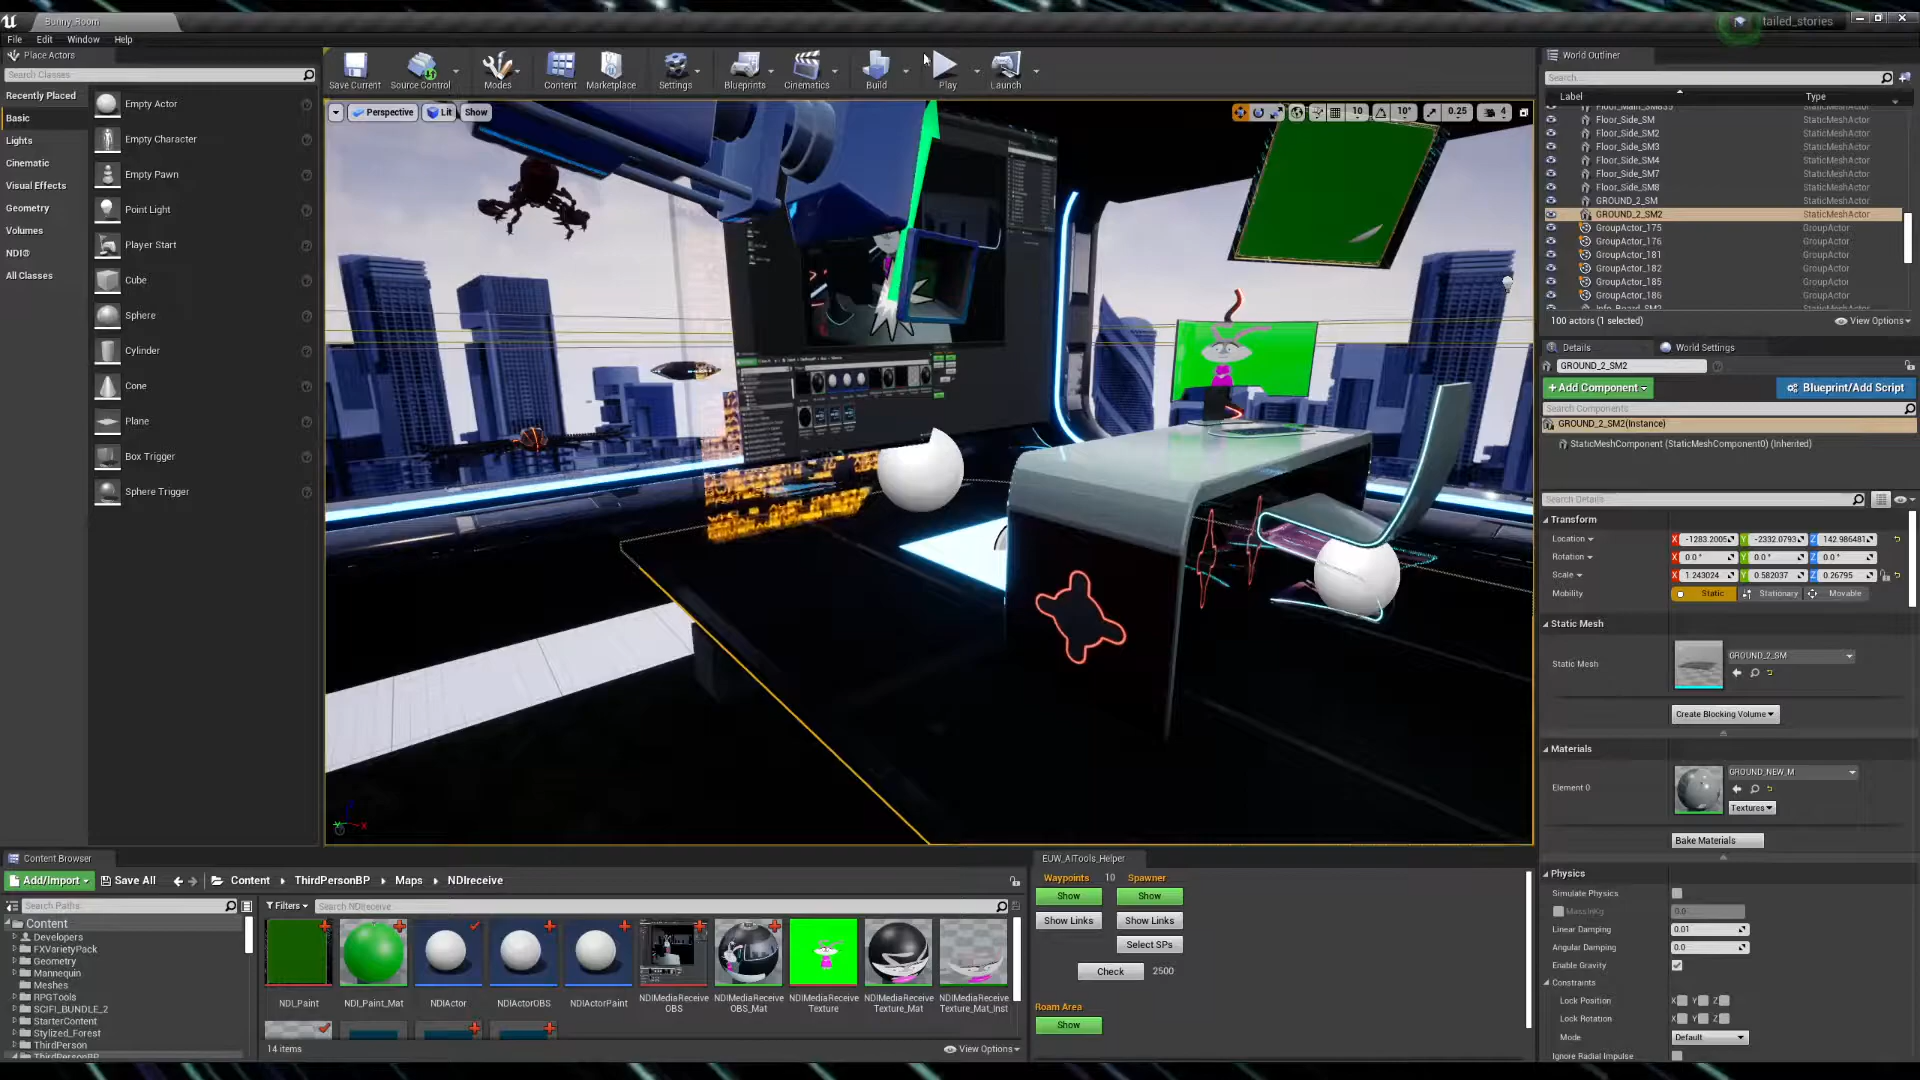 Bunny_Room
tailed_stories
File Edit Window Help
Place Actors
Search Classes
Recently Placed
Basic
Lights
Cinematic
Visual Effects
Geometry
Volumes
NDI®
All Classes
Empty Actor
Empty Character
Empty Pawn
Point Light
Player Start
Cube
Sphere
Cylinder
Cone
Plane
Box Trigger
Sphere Trigger
Save Current Source Control Modes Content Marketplace Settings Blueprints Cinematics Build Play Launch
Perspective Lit Show
10 10° 0.25 4
World Outliner
Search...
Label Type
Floor_Side_SM StaticMeshActor
Floor_Side_SM2 StaticMeshActor
Floor_Side_SM3 StaticMeshActor
Floor_Side_SM4 StaticMeshActor
Floor_Side_SM7 StaticMeshActor
Floor_Side_SM8 StaticMeshActor
GROUND_2_SM StaticMeshActor
GROUND_2_SM2 StaticMeshActor
GroupActor_175 GroupActor
GroupActor_176 GroupActor
GroupActor_181 GroupActor
GroupActor_182 GroupActor
GroupActor_185 GroupActor
GroupActor_186 GroupActor
100 actors (1 selected) View Options
Details World Settings
GROUND_2_SM2
+Add Component Blueprint/Add Script
Search Components
GROUND_2_SM2(Instance)
StaticMeshComponent (StaticMeshComponent0) (Inherited)
Search Details
Transform
Location X -1283.2005 Y -2332.0793 Z 142.986481
Rotation X 0.0 ° Y 0.0 ° Z 0.0 °
Scale X 1.243024 Y 0.582037 Z 0.26795
Mobility Static Stationary Movable
Static Mesh
Static Mesh GROUND_2_SM
Create Blocking Volume
Materials
Element 0 GROUND_NEW_M
Textures
Bake Materials
Physics
Simulate Physics
0.0
Linear Damping 0.01
Angular Damping 0.0
Enable Gravity
Constraints
Lock Position X Y Z
Lock Rotation X Y Z
Mode Default
Ignore Radial Impulse
Content Browser
Add/Import Save All Content ThirdPersonBP Maps NDIreceive
Search Paths
Filters Search NDIreceive
Content
Developers
FXVarietyPack
Geometry
Mannequin
Meshes
RPGTools
SCIFI_BUNDLE_2
StarterContent
Stylized_Forest
ThirdPerson
ThirdPersonBP
NDI_Paint NDI_Paint_Mat NDIActor NDIActorOBS NDIActorPaint NDIMediaReceive OBS NDIMediaReceive OBS_Mat NDIMediaReceive Texture NDIMediaReceive Texture_Mat NDIMediaReceive Texture_Mat_Inst
14 items View Options
EUW_AITools_Helper
Waypoints 10 Spawner
Show Show
Show Links Show Links
Select SPs
Check 2500
Roam Area
Show